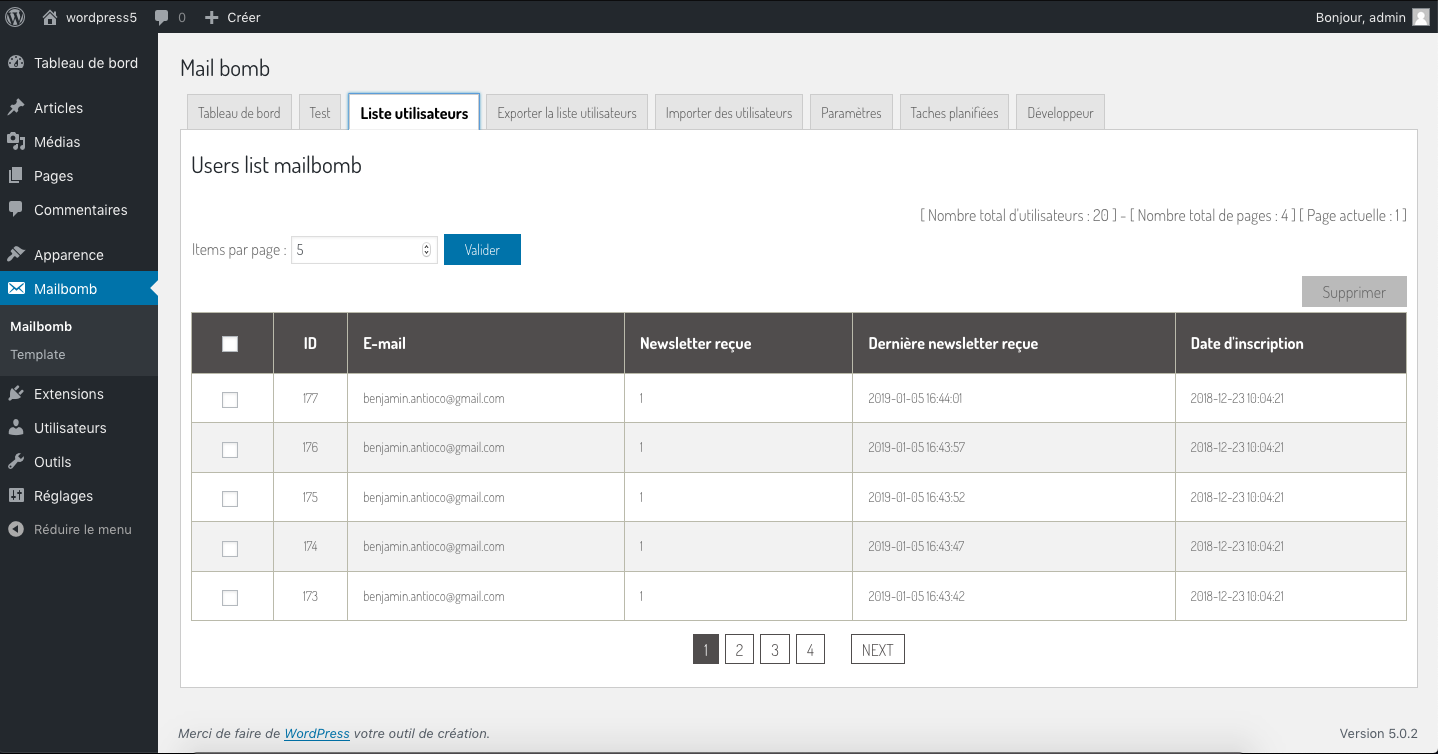 wordpress5 0 Créer Bonjour, admin
Tableau de bord
Articles
Médias
Pages
Commentaires
Apparence
Mailbomb
Mailbomb
Template
Extensions
Utilisateurs
Outils
Réglages
Réduire le menu
Mail bomb
Tableau de bord Test Liste utilisateurs Exporter la liste utilisateurs Importer des utilisateurs Paramètres Taches planifiées Développeur
Users list mailbomb
[ Nombre total d'utilisateurs : 20 ] - [ Nombre total de pages : 4 ] [ Page actuelle : 1 ]
Items par page : 5 Valider
Supprimer
ID E-mail Newsletter reçue Dernière newsletter reçue Date d'inscription
177 benjamin.antioco@gmail.com 1 2019-01-05 16:44:01 2018-12-23 10:04:21
176 benjamin.antioco@gmail.com 1 2019-01-05 16:43:57 2018-12-23 10:04:21
175 benjamin.antioco@gmail.com 1 2019-01-05 16:43:52 2018-12-23 10:04:21
174 benjamin.antioco@gmail.com 1 2019-01-05 16:43:47 2018-12-23 10:04:21
173 benjamin.antioco@gmail.com 1 2019-01-05 16:43:42 2018-12-23 10:04:21
1 2 3 4 NEXT
Merci de faire de WordPress votre outil de création. Version 5.0.2